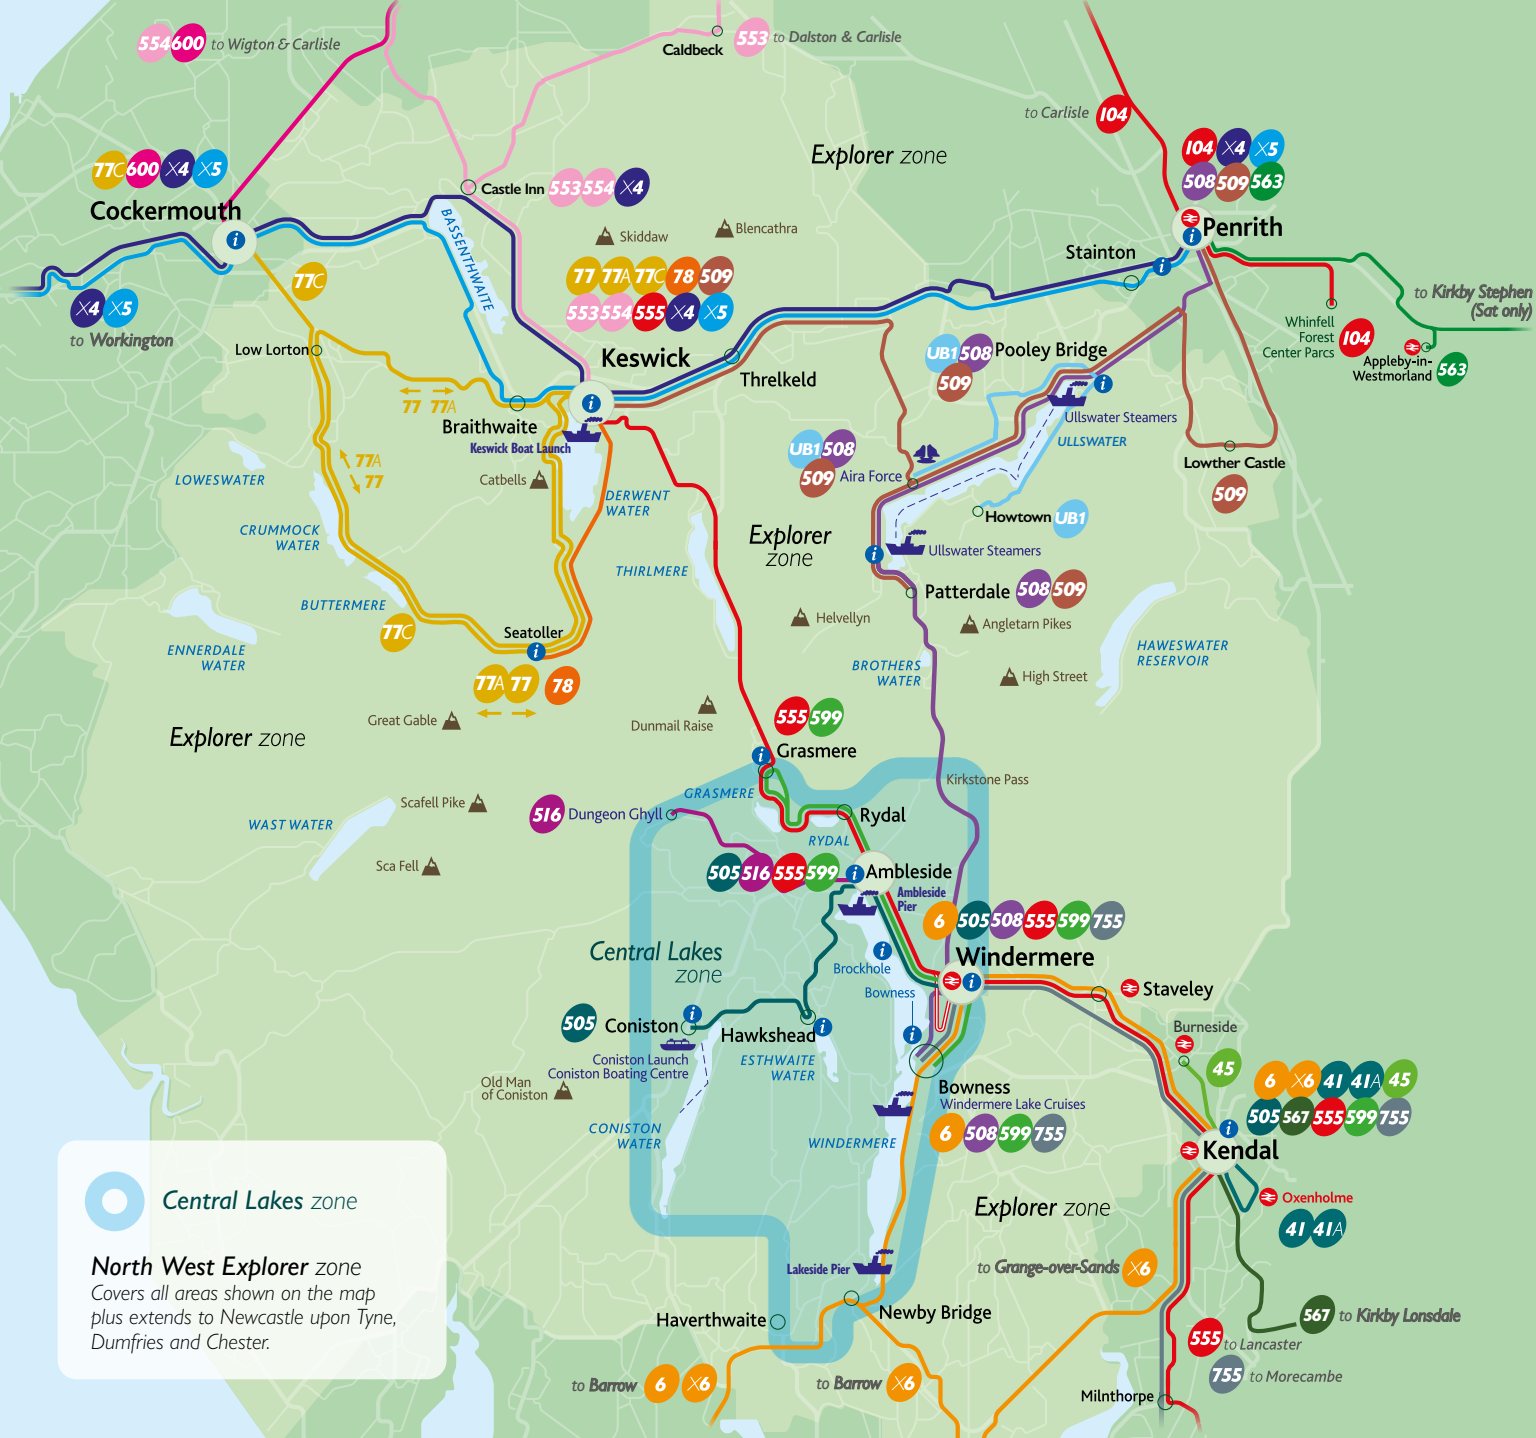 554 600 to Wigton & Carlisle
Caldbeck
553 to Dalston & Carlisle
to Carlisle 104
Explorer zone
77C 600 X4 X5
Cockermouth
Castle Inn 553 554 X4
104 X4 X5
508 509 563
Penrith
BASSENTHWAITE
Skiddaw
Blencathra
Stainton
77C
77 77A 77C 78 509
553 554 555 X4 X5
X4 X5
to Workington
to Kirkby Stephen
(Sat only)
Whinfell
Forest
Center Parcs
104
Appleby-in-
Westmorland
563
Low Lorton
Keswick
Threlkeld
UB1 508
509
Pooley Bridge
77 77A
Braithwaite
Keswick Boat Launch
Ullswater Steamers
ULLSWATER
77A
77
LOWESWATER
Catbells
UB1 508
509
Aira Force
Lowther Castle
509
DERWENT
WATER
CRUMMOCK
WATER
Explorer
zone
Howtown UB1
Ullswater Steamers
THIRLMERE
BUTTERMERE
77C
Patterdale 508 509
Helvellyn
Angletarn Pikes
ENNERDALE
WATER
Seatoller
77A 77 78
BROTHERS
WATER
HAWESWATER
RESERVOIR
High Street
Great Gable
Dunmail Raise
555 599
Grasmere
Explorer zone
Kirkstone Pass
GRASMERE
Scafell Pike
516 Dungeon Ghyll
Rydal
WAST WATER
RYDAL
Sca Fell
505 516 555 599
Ambleside
Ambleside
Pier
6 505 508 555 599 755
Windermere
Central Lakes
zone
Brockhole
Bowness
Staveley
505 Coniston
Hawkshead
Burneside
Coniston Launch
Coniston Boating Centre
ESTHWAITE
WATER
45
Old Man
of Coniston
Bowness
Windermere Lake Cruises
6 508 599 755
6 X6 41 41A 45
505 567 555 599 755
CONISTON
WATER
WINDERMERE
Kendal
Oxenholme
41 41A
Central Lakes zone
Explorer zone
North West Explorer zone
Covers all areas shown on the map
plus extends to Newcastle upon Tyne,
Dumfries and Chester.
Lakeside Pier
to Grange-over-Sands X6
Haverthwaite
Newby Bridge
567 to Kirkby Lonsdale
555 to Lancaster
755 to Morecambe
to Barrow 6 X6
to Barrow X6
Milnthorpe